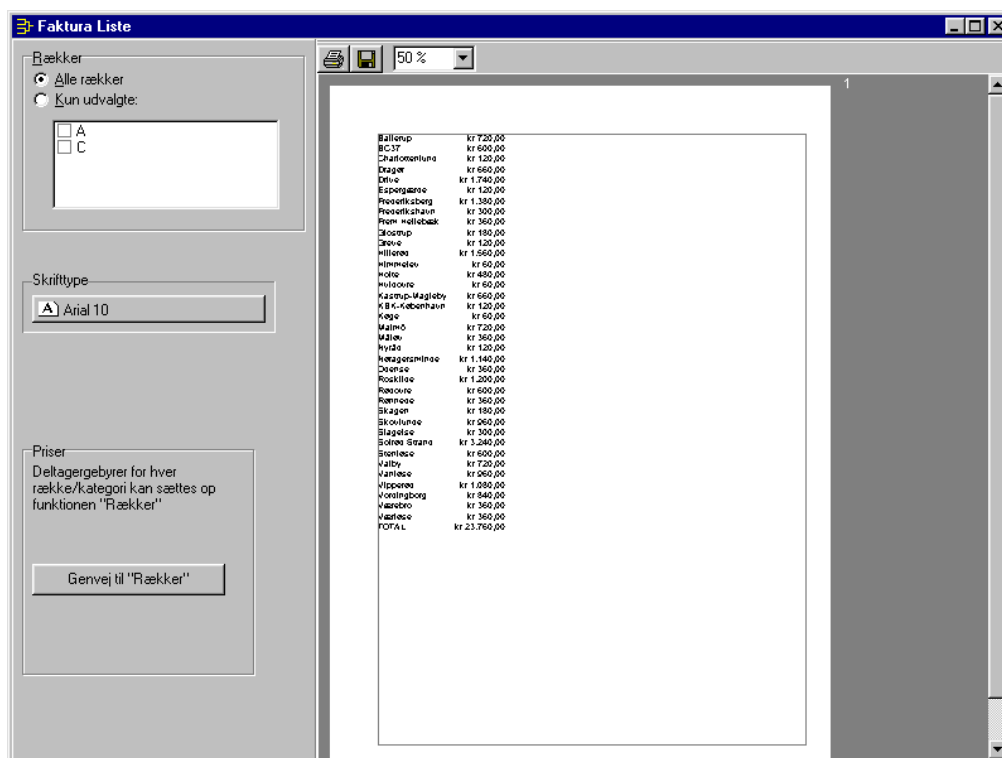 Faktura Liste
Rækker
Alle rækker
Kun udvalgte:
A
C
Skrifttype
Arial 10
Priser
Deltagergebyrer for hver
række/kategori kan sættes op
funktionen "Rækker"
Genvej til "Rækker"
50 %
1
Ballerup kr 720,00
BC37 kr 600,00
Charlottenlund kr 120,00
Dragør kr 660,00
Drive kr 1.740,00
Espergærde kr 120,00
Frederiksberg kr 1.380,00
Frederikshavn kr 300,00
Frem Hellebæk kr 360,00
Glostrup kr 180,00
Greve kr 120,00
Hillerød kr 1.560,00
Himmelev kr 60,00
Holte kr 480,00
Hvidovre kr 60,00
Kastrup-Magleby kr 660,00
KBK-København kr 120,00
Køge kr 60,00
Malmö kr 720,00
Måløv kr 360,00
kr 120,00
kr 1.140,00
Odense kr 360,00
Roskilde kr 1.200,00
Rødovre kr 600,00
Rønnede kr 360,00
Skagen kr 180,00
Skovlunde kr 960,00
Slagelse kr 300,00
Solrød Strand kr 3.240,00
Stenløse kr 600,00
Valby kr 720,00
Vanløse kr 960,00
Vipperød kr 1.080,00
Vordingborg kr 840,00
Værebro kr 360,00
Værløse kr 360,00
TOTAL kr 23.760,00